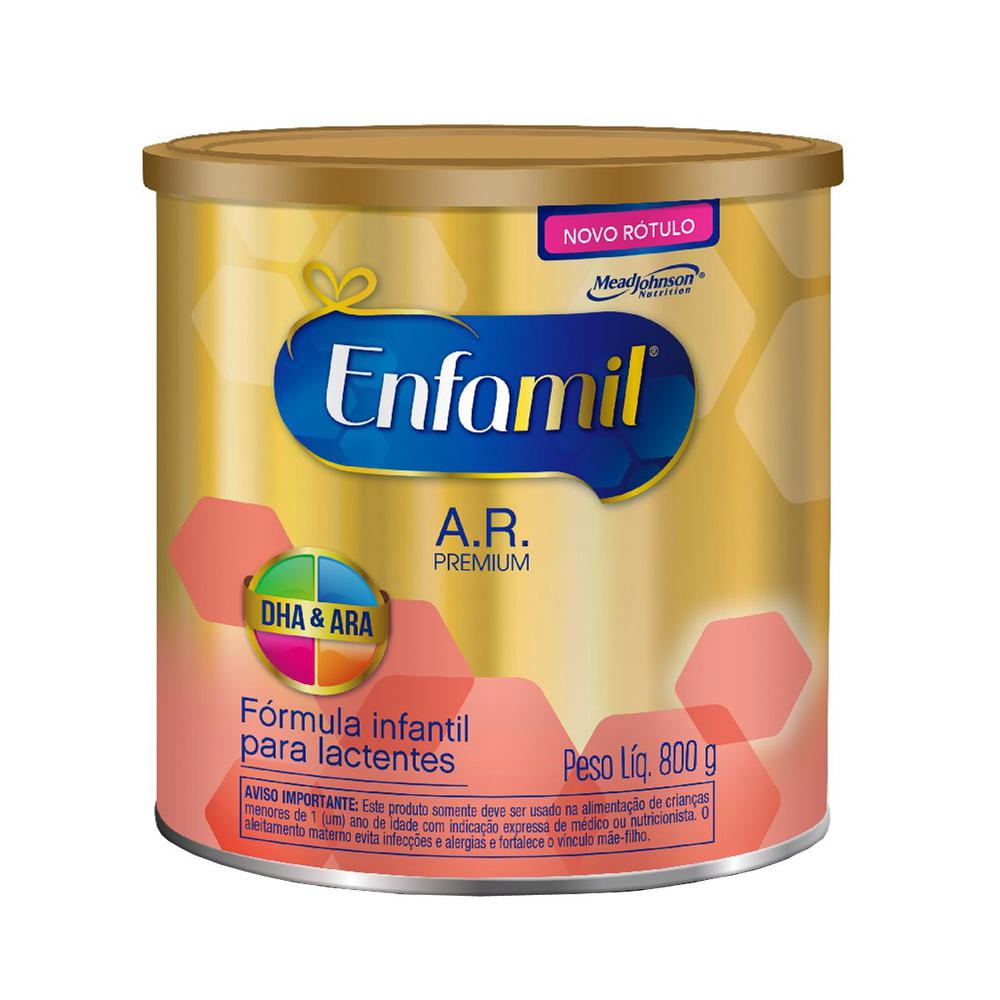 NOVO RÓTULO
MeadJohnson®
Nutrition
Enfamil®
A.R.
PREMIUM
DHA & ARA
Fórmula infantil
para lactentes
Peso Líq. 800 g
AVISO IMPORTANTE: Este produto somente deve ser usado na alimentação de crianças
menores de 1 (um) ano de idade com indicação expressa de médico ou nutricionista. O
aleitamento materno evita infecções e alergias e fortalece o vínculo mãe-filho.